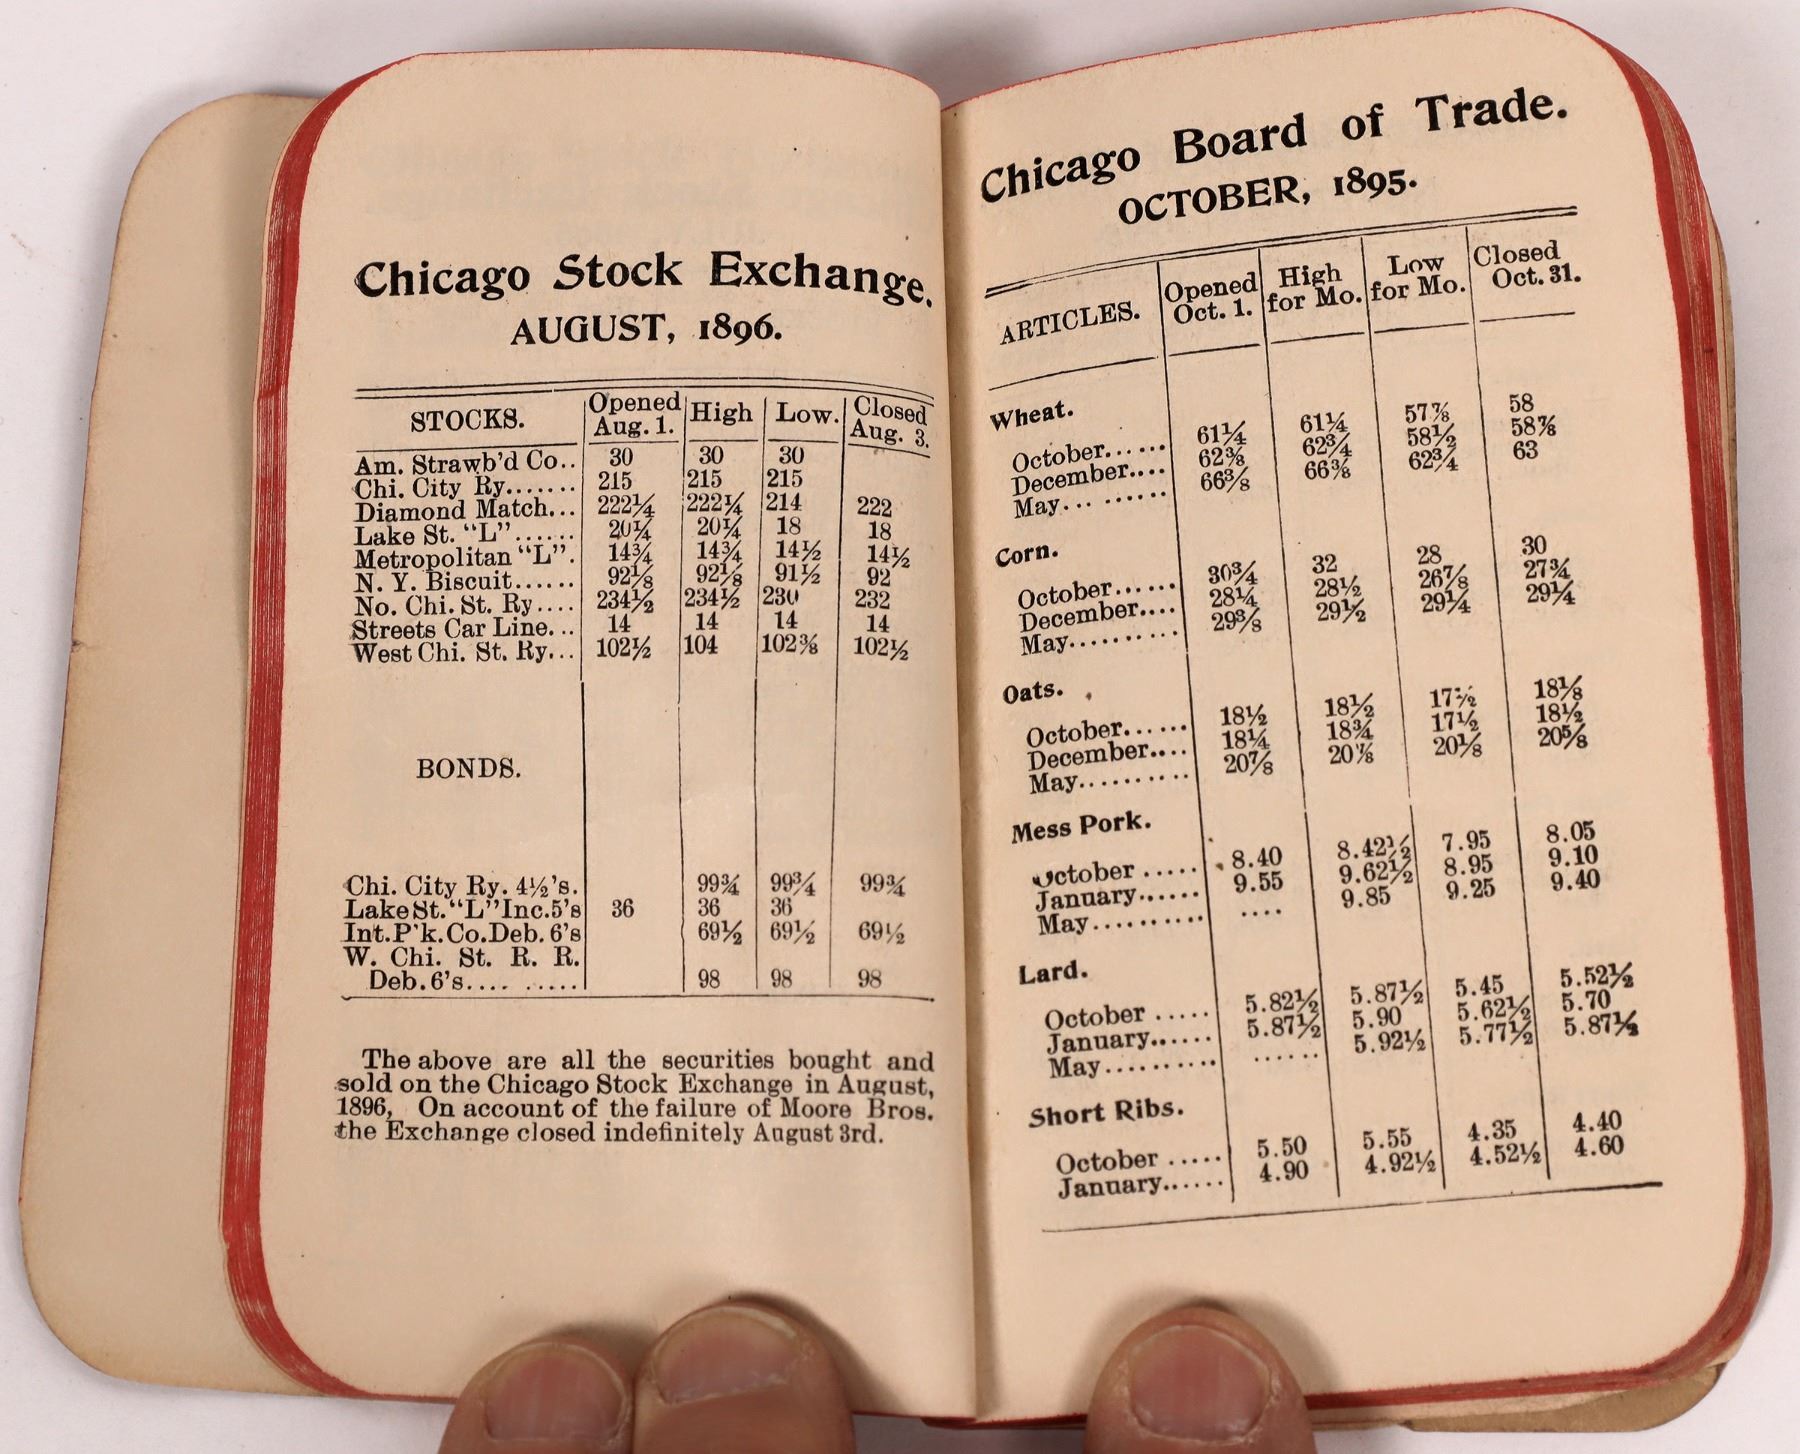 Chicago Stock Exchange.
AUGUST, 1896.
STOCKS. Opened Aug. 1. High Low. Closed Aug. 3.
Am. Strawb'd Co.. 30 30 30
Chi. City Ry....... 215 215 215
Diamond Match... 222¼ 222¼ 214 222
Lake St. "L" ...... 20¼ 20¼ 18 18
Metropolitan "L". 14¾ 14¾ 14½ 14½
N. Y. Biscuit...... 92⅛ 92⅛ 91½ 92
No. Chi. St. Ry.... 234½ 234½ 230 232
Streets Car Line... 14 14 14 14
West Chi. St. Ry... 102½ 104 102⅜ 102½
BONDS.
Chi. City Ry. 4½'s. 99¾ 99¾ 99¾
Lake St. "L" Inc. 5's 36 36 36
Int. P'k. Co. Deb. 6's 69½ 69½ 69½
W. Chi. St. R. R.
Deb. 6's.... ..... 98 98 98
The above are all the securities bought and
sold on the Chicago Stock Exchange in August,
1896, On account of the failure of Moore Bros.
the Exchange closed indefinitely August 3rd.
Chicago Board of Trade.
OCTOBER, 1895.
ARTICLES. Opened Oct. 1. High for Mo. Low for Mo. Closed Oct. 31.
Wheat.
October...... 61¼ 61¼ 57⅞ 58
December.... 62⅜ 62¾ 58½ 58⅞
May... ...... 66⅜ 66⅜ 62¾ 63
Corn.
October...... 30¾ 32 28 30
December.... 28¼ 28½ 26⅞ 27¾
May.......... 29⅜ 29½ 29¼ 29¼
Oats.
October...... 18½ 18½ 17½ 18⅛
December.... 18¼ 18¾ 17½ 18½
May.......... 20⅞ 20⅞ 20⅛ 20⅝
Mess Pork.
October ..... 8.40 8.42½ 7.95 8.05
January...... 9.55 9.62½ 8.95 9.10
May.......... .... 9.85 9.25 9.40
Lard.
October ..... 5.82½ 5.87½ 5.45 5.52½
January...... 5.87½ 5.90 5.62½ 5.70
May.......... ...... 5.92½ 5.77½ 5.87½
Short Ribs.
October ..... 5.50 5.55 4.35 4.40
January...... 4.90 4.92½ 4.52½ 4.60